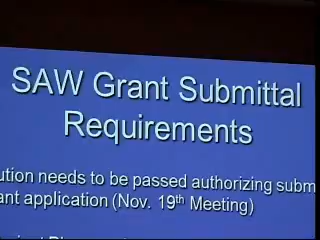 SAW Grant Submittal
Requirements
ution needs to be passed authorizing subm
ant application (Nov. 19th Meeting)